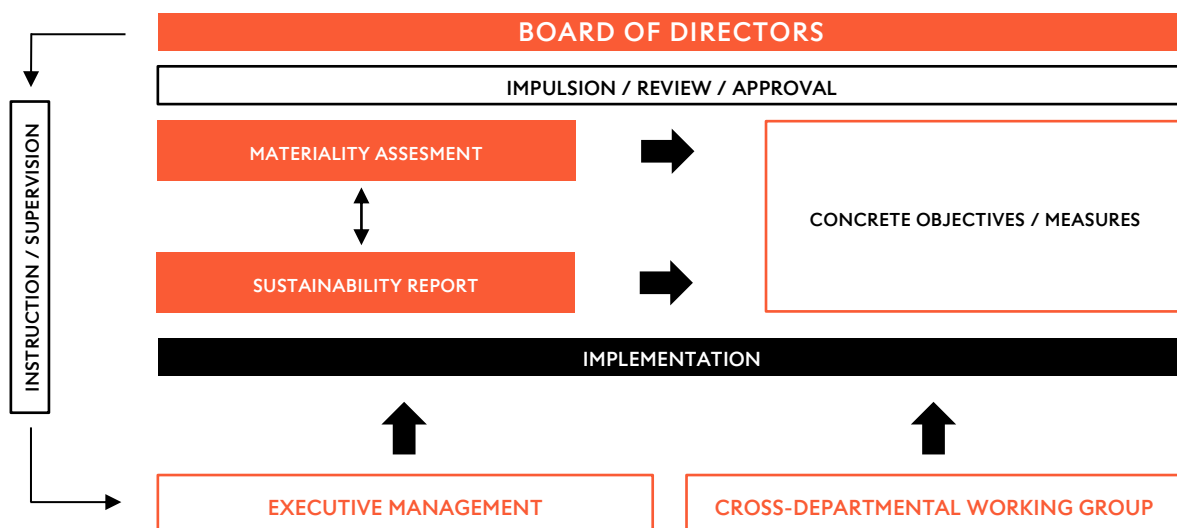 BOARD OF DIRECTORS
IMPULSION / REVIEW / APPROVAL
INSTRUCTION / SUPERVISION
MATERIALITY ASSESMENT
CONCRETE OBJECTIVES / MEASURES
SUSTAINABILITY REPORT
IMPLEMENTATION
EXECUTIVE MANAGEMENT
CROSS-DEPARTMENTAL WORKING GROUP